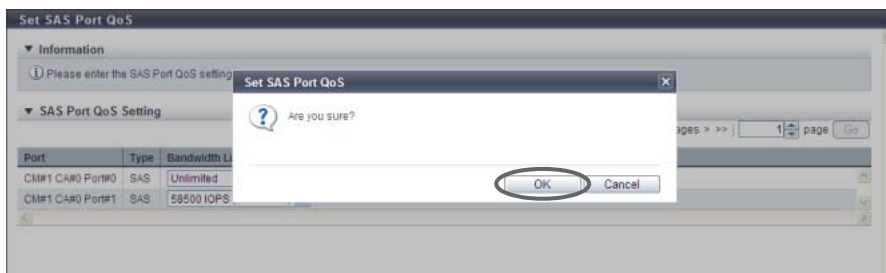 Set SAS Port QoS
▼ Information
Please enter the SAS Port QoS setting
Set SAS Port QoS
Are you sure?
▼ SAS Port QoS Setting
> >> | 1 page Go
Port Type Bandwidth
CM#1 CA#0 Port#0 SAS Unlimited
OK Cancel
CM#1 CA#0 Port#1 SAS 58500 IOPS